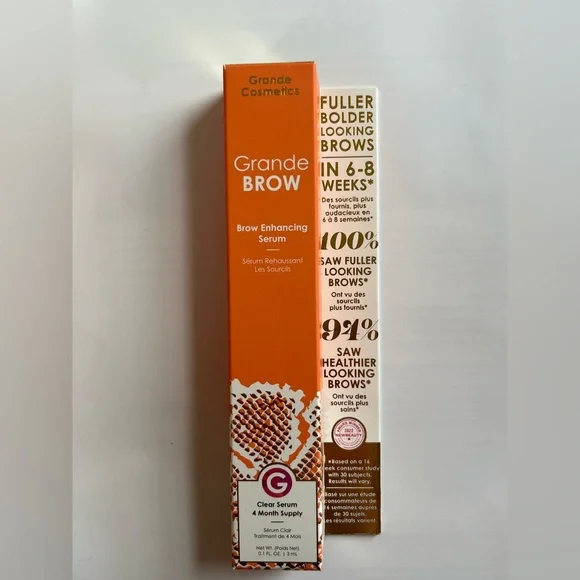 Grande
Cosmetics
Grande
BROW
Brow Enhancing
Serum
Sérum Rehaussant
Les Sourcils
G
Clear Serum
4 Month Supply
Sérum Clair
Traitement de 4 Mois
Net Wt. (Poids Net)
0.1 FL. OZ. | 3 mL
FULLER
BOLDER
LOOKING
BROWS
IN 6-8
WEEKS*
Des sourcils plus
fournis, plus
audacieux en
6 à 8 semaines*
100%
SAW FULLER
LOOKING
BROWS*
Ont vu des
sourcils
plus fournis*
94%
SAW
HEALTHIER
LOOKING
BROWS*
Ont vu des
sourcils plus
sains*
AWARD WINNER
NEWBEAUTY
*Based on a 16
week consumer study
with 30 subjects.
Results will vary.
Basé sur une étude
consommateurs de
16 semaines auprès
de 30 sujets.
Les résultats varient.